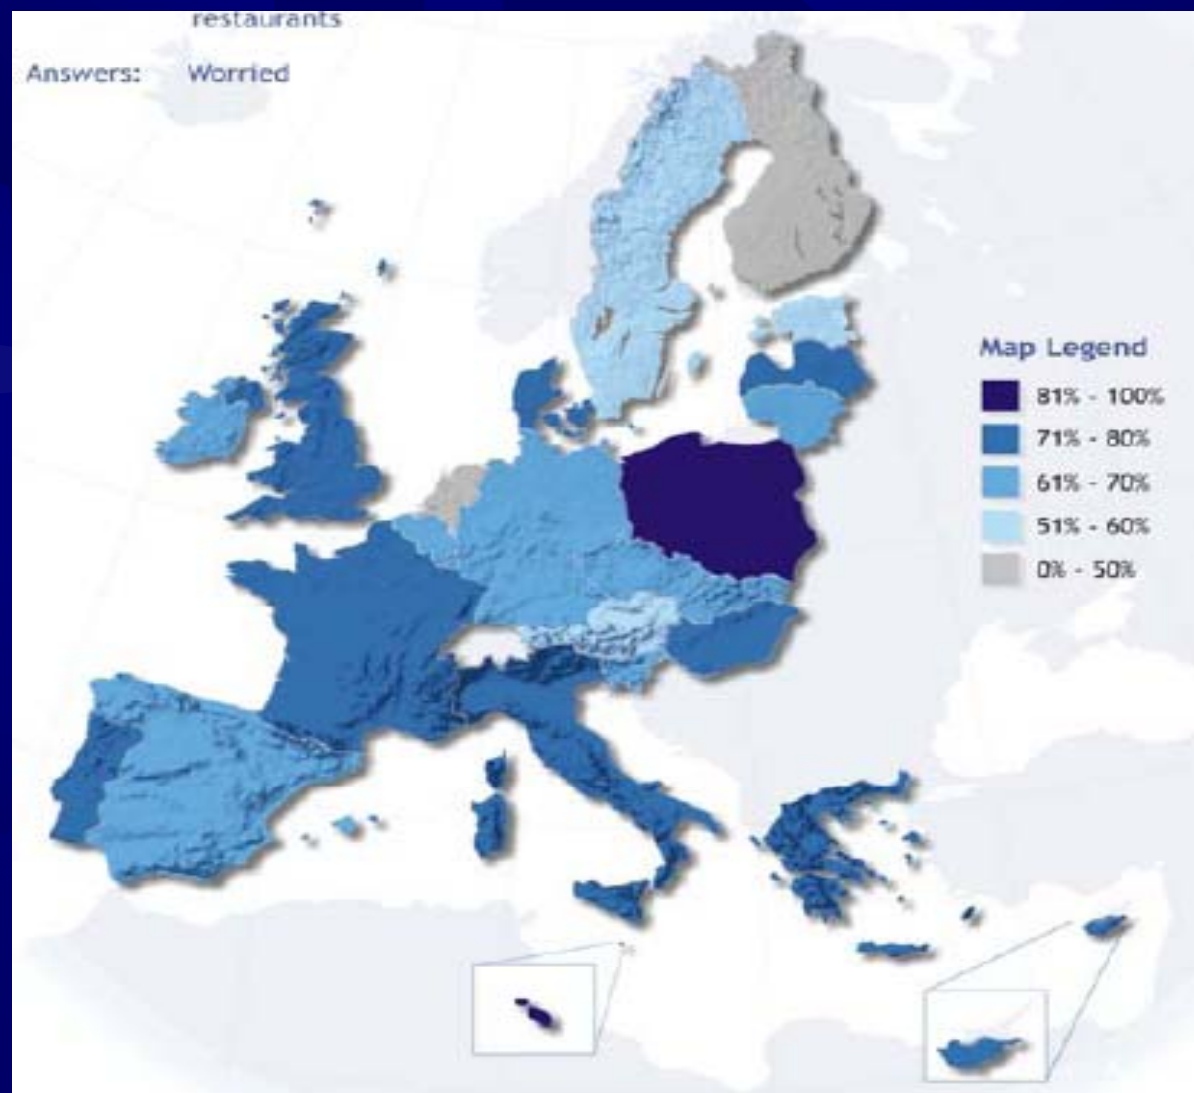 restaurants
Answers: Worried
Map Legend
81% - 100%
71% - 80%
61% - 70%
51% - 60%
0% - 50%